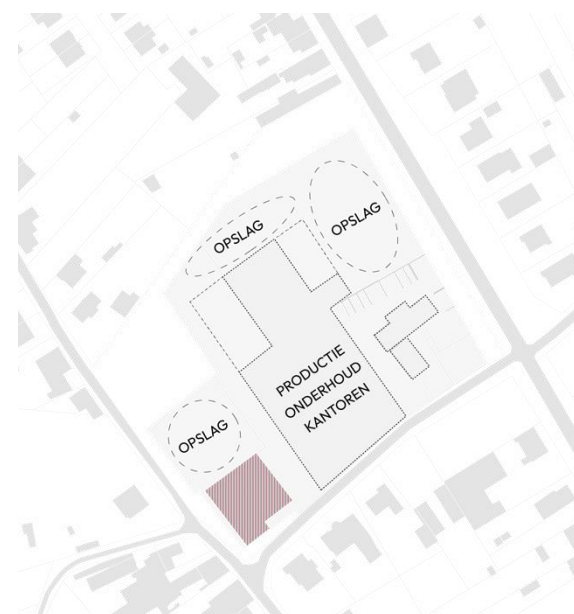 OPSLAG
OPSLAG
PRODUCTIE
ONDERHOUD
KANTOREN
OPSLAG